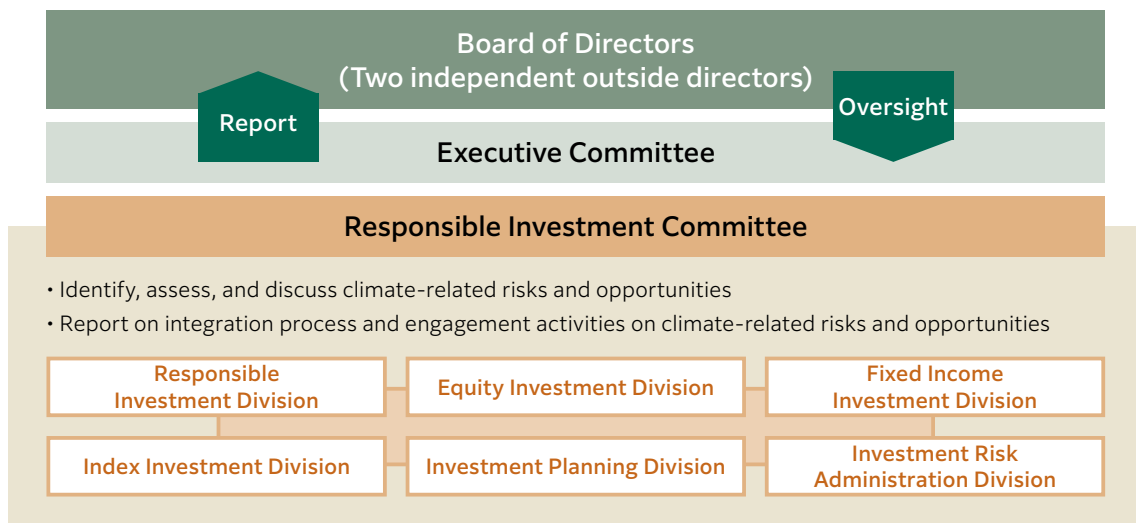 Board of Directors
(Two independent outside directors)
Report
Oversight
Executive Committee
Responsible Investment Committee
• Identify, assess, and discuss climate-related risks and opportunities
• Report on integration process and engagement activities on climate-related risks and opportunities
Responsible
Investment Division
Equity Investment Division
Fixed Income
Investment Division
Index Investment Division
Investment Planning Division
Investment Risk
Administration Division